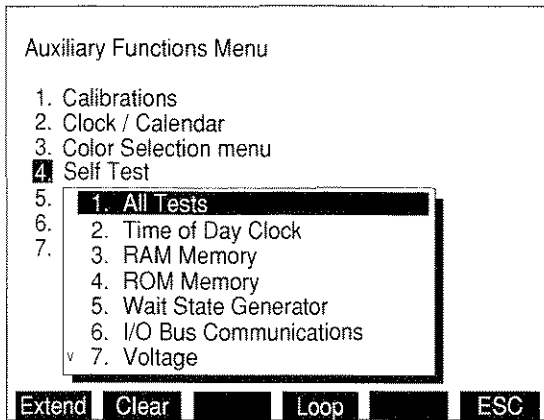 Auxiliary Functions Menu
1. Calibrations
2. Clock / Calendar
3. Color Selection menu
4. Self Test
5.
6.
7.
1. All Tests
2. Time of Day Clock
3. RAM Memory
4. ROM Memory
5. Wait State Generator
6. I/O Bus Communications
v 7. Voltage
Extend Clear Loop ESC